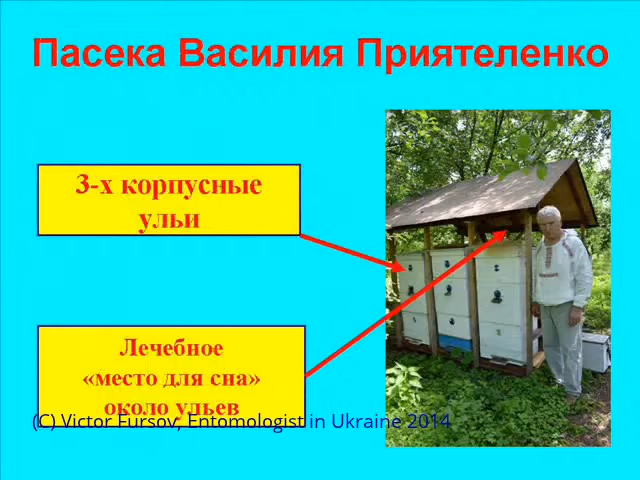 Пасека Василия Приятеленко
3-х корпусные
ульи
Лечебное
«место для сна»
около ульев
(C) Victor Fursov, Entomologist in Ukraine 2014